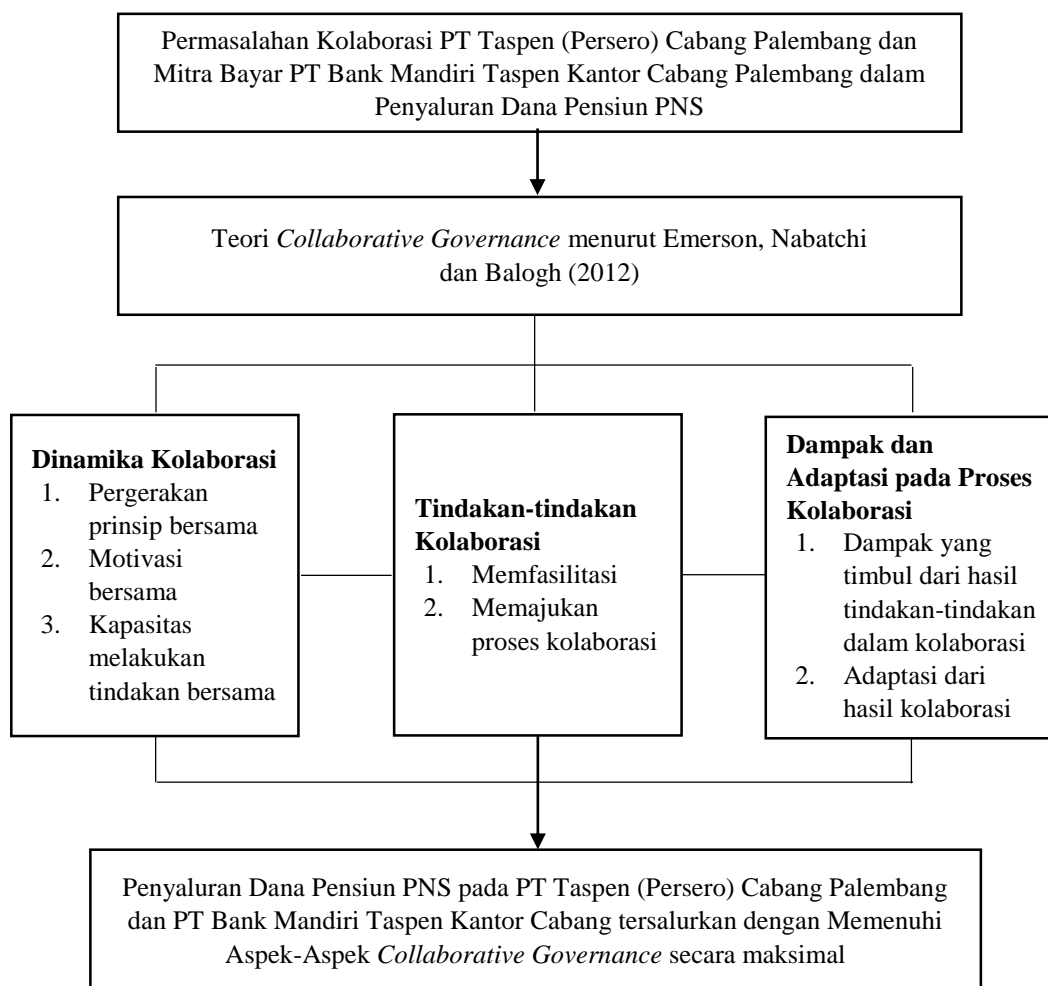 Permasalahan Kolaborasi PT Taspen (Persero) Cabang Palembang dan
Mitra Bayar PT Bank Mandiri Taspen Kantor Cabang Palembang dalam
Penyaluran Dana Pensiun PNS
Teori Collaborative Governance menurut Emerson, Nabatchi
dan Balogh (2012)
Dinamika Kolaborasi
1. Pergerakan
prinsip bersama
2. Motivasi
bersama
3. Kapasitas
melakukan
tindakan bersama
Tindakan-tindakan
Kolaborasi
1. Memfasilitasi
2. Memajukan
proses kolaborasi
Dampak dan
Adaptasi pada Proses
Kolaborasi
1. Dampak yang
timbul dari hasil
tindakan-tindakan
dalam kolaborasi
2. Adaptasi dari
hasil kolaborasi
Penyaluran Dana Pensiun PNS pada PT Taspen (Persero) Cabang Palembang
dan PT Bank Mandiri Taspen Kantor Cabang tersalurkan dengan Memenuhi
Aspek-Aspek Collaborative Governance secara maksimal